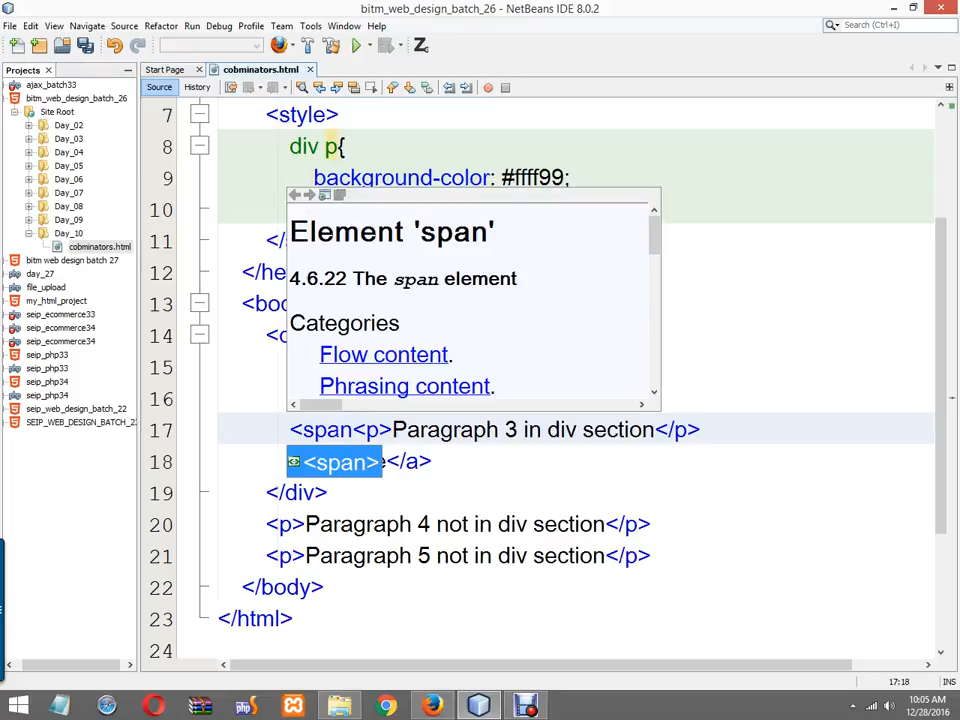 bitm_web_design_batch_26 - NetBeans IDE 8.0.2
File Edit View Navigate Source Refactor Run Debug Profile Team Tools Window Help
Search (Ctrl+I)
Projects
Start Page
cobminators.html
Source History
ajax_batch33
bitm_web_design_batch_26
Site Root
Day_02
Day_03
Day_04
Day_05
Day_06
Day_07
Day_08
Day_09
Day_10
cobminators.html
bitm web design batch 27
day_27
file_upload
my_html_project
seip_ecommerce33
seip_ecommerce34
seip_ecommerce34
seip_php33
seip_php33
seip_php34
seip_php34
seip_web_design_batch_22
SEIP_WEB_DESIGN_BATCH_2
7 <style>
8 div p{
9 background-color: #ffff99;
10
11 </
12 </he
13 <bo
14 <
15
16
17 <span<p>Paragraph 3 in div section</p>
18 </a>
19 </div>
20 <p>Paragraph 4 not in div section</p>
21 <p>Paragraph 5 not in div section</p>
22 </body>
23 </html>
24
Element 'span'
4.6.22 The span element
Categories
Flow content.
Phrasing content.
<span>
17:18 INS
10:05 AM
12/28/2016